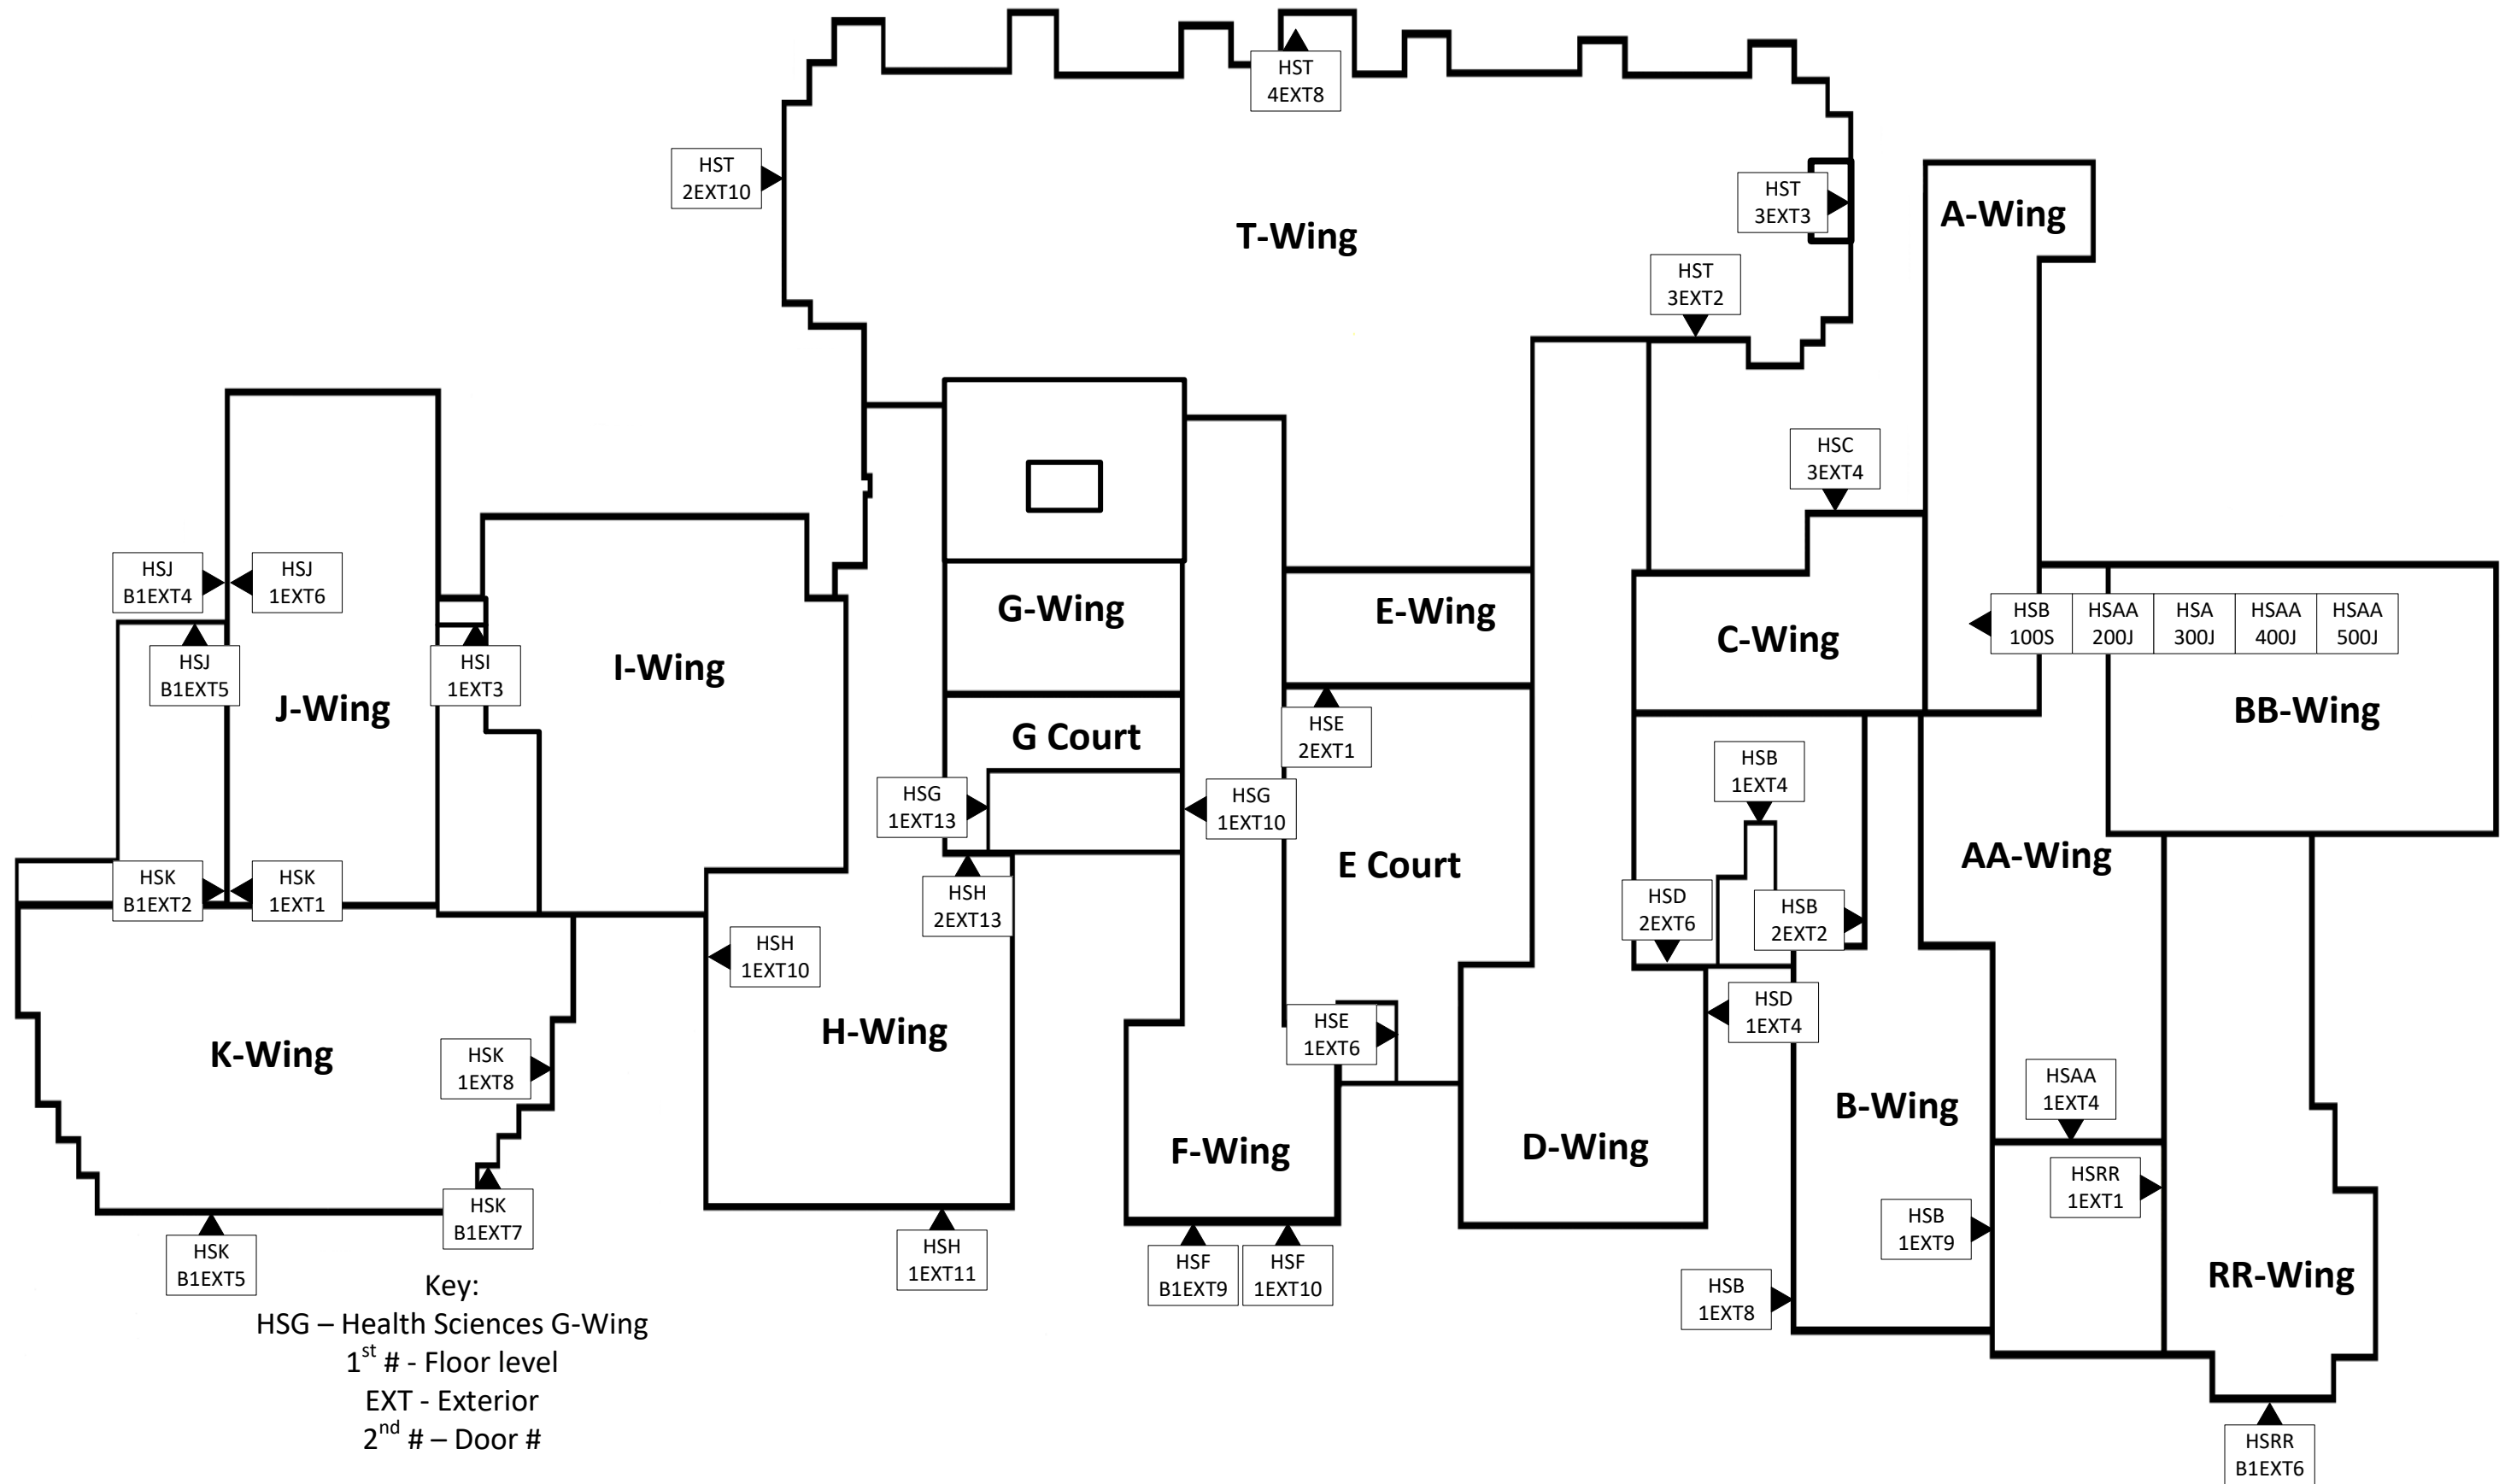 HST
4EXT8
HST
2EXT10
HST
3EXT3
A-Wing
T-Wing
HST
3EXT2
HSC
3EXT4
HSJ
B1EXT4
HSJ
1EXT6
G-Wing
E-Wing
C-Wing
HSB
100S
HSAA
200J
HSA
300J
HSAA
400J
HSAA
500J
HSJ
B1EXT5
HSI
1EXT3
I-Wing
J-Wing
G Court
HSE
2EXT1
BB-Wing
HSB
1EXT4
HSG
1EXT13
HSG
1EXT10
E Court
AA-Wing
HSK
B1EXT2
HSK
1EXT1
HSH
2EXT13
HSD
2EXT6
HSB
2EXT2
HSH
1EXT10
HSD
1EXT4
HSE
1EXT6
H-Wing
K-Wing
HSK
1EXT8
HSAA
1EXT4
B-Wing
F-Wing
D-Wing
HSRR
1EXT1
HSK
B1EXT7
HSB
1EXT9
HSK
B1EXT5
HSH
1EXT11
HSF
B1EXT9
HSF
1EXT10
HSB
1EXT8
RR-Wing
Key:
HSG – Health Sciences G-Wing
1st # - Floor level
EXT - Exterior
2nd # – Door #
HSRR
B1EXT6